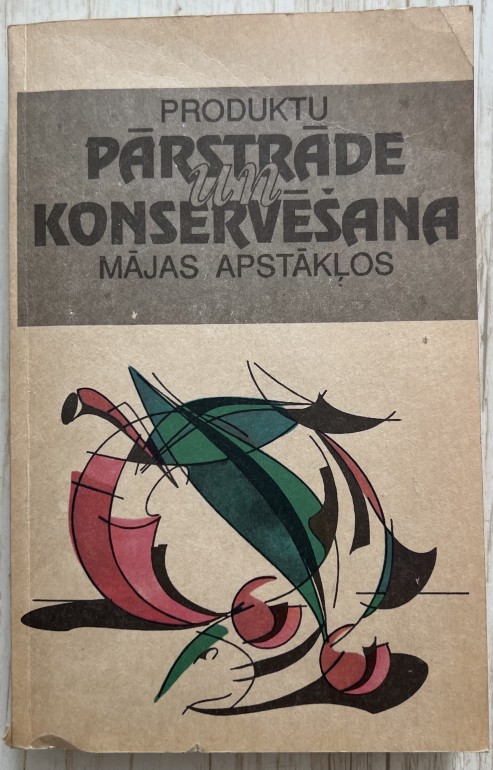 PRODUKTU
PĀRSTRĀDE
un
KONSERVĒŠANA
MĀJAS APSTĀKĻOS